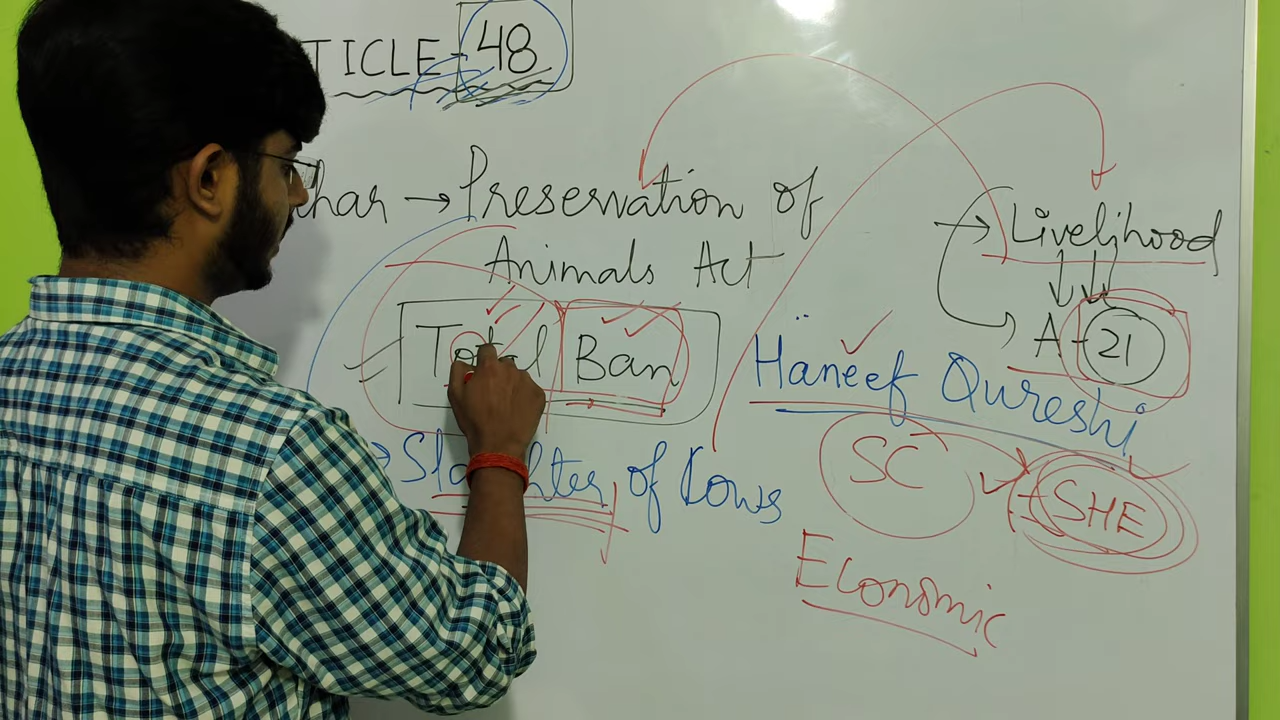 TICLE-48
har → Preservation of
Animals Act
Total Ban
Slaughter of Cows
→ Livelihood
A-21
Haneef Qureshi
SC
SHE
Economic